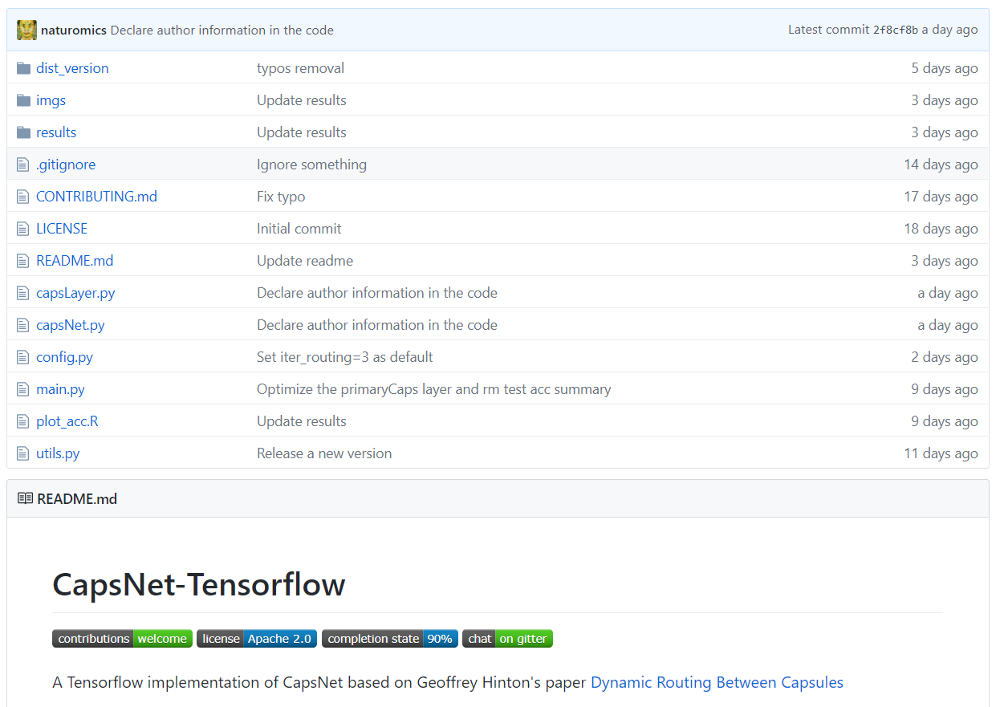 naturomics Declare author information in the code Latest commit 2f8cf8b a day ago
dist_version typos removal 5 days ago
imgs Update results 3 days ago
results Update results 3 days ago
.gitignore Ignore something 14 days ago
CONTRIBUTING.md Fix typo 17 days ago
LICENSE Initial commit 18 days ago
README.md Update readme 3 days ago
capsLayer.py Declare author information in the code a day ago
capsNet.py Declare author information in the code a day ago
config.py Set iter_routing=3 as default 2 days ago
main.py Optimize the primaryCaps layer and rm test acc summary 9 days ago
plot_acc.R Update results 9 days ago
utils.py Release a new version 11 days ago
README.md
CapsNet-Tensorflow
contributions welcome license Apache 2.0 completion state 90% chat on gitter
A Tensorflow implementation of CapsNet based on Geoffrey Hinton's paper Dynamic Routing Between Capsules